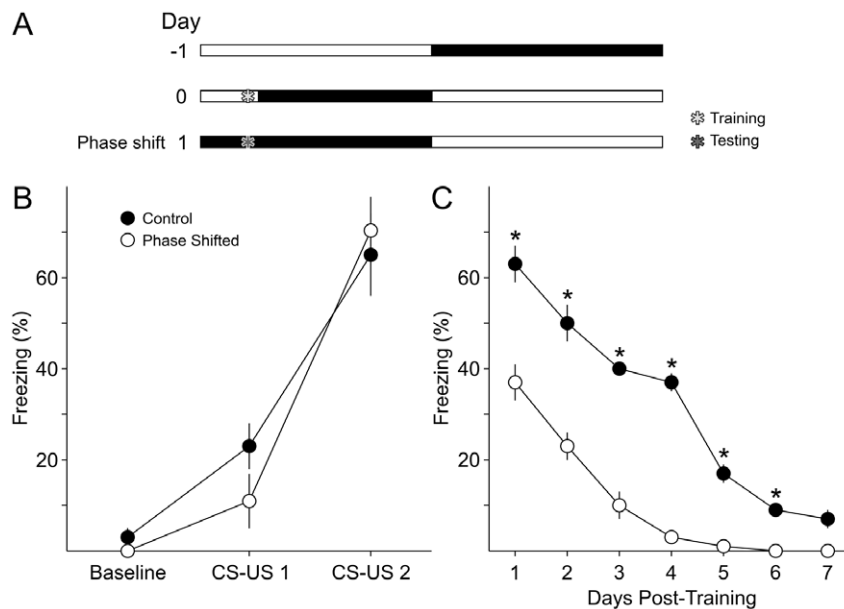 A
Day
-1
0
Phase shift 1
Training
Testing
B
Control
Phase Shifted
Freezing (%)
60
40
20
Baseline
CS-US 1
CS-US 2
C
Freezing (%)
60
40
20
* * * * * *
1 2 3 4 5 6 7
Days Post-Training